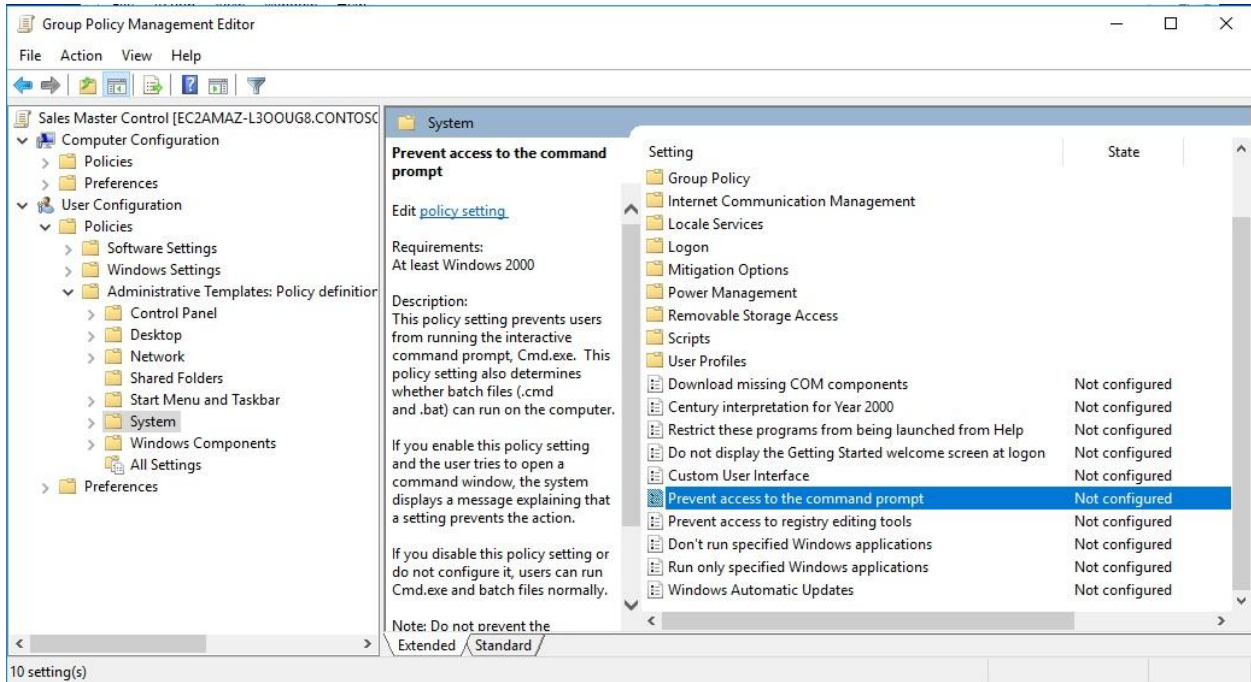 Group Policy Management Editor
File Action View Help
Sales Master Control [EC2AMAZ-L3OOUG8.CONTOSC
Computer Configuration
Policies
Preferences
User Configuration
Policies
Software Settings
Windows Settings
Administrative Templates: Policy definition
Control Panel
Desktop
Network
Shared Folders
Start Menu and Taskbar
System
Windows Components
All Settings
Preferences
System
Prevent access to the command
prompt
Edit policy setting
Requirements:
At least Windows 2000
Description:
This policy setting prevents users
from running the interactive
command prompt, Cmd.exe. This
policy setting also determines
whether batch files (.cmd
and .bat) can run on the computer.
If you enable this policy setting
and the user tries to open a
command window, the system
displays a message explaining that
a setting prevents the action.
If you disable this policy setting or
do not configure it, users can run
Cmd.exe and batch files normally.
Note: Do not prevent the
Setting State
Group Policy
Internet Communication Management
Locale Services
Logon
Mitigation Options
Power Management
Removable Storage Access
Scripts
User Profiles
Download missing COM components Not configured
Century interpretation for Year 2000 Not configured
Restrict these programs from being launched from Help Not configured
Do not display the Getting Started welcome screen at logon Not configured
Custom User Interface Not configured
Prevent access to the command prompt Not configured
Prevent access to registry editing tools Not configured
Don't run specified Windows applications Not configured
Run only specified Windows applications Not configured
Windows Automatic Updates Not configured
Extended Standard
10 setting(s)